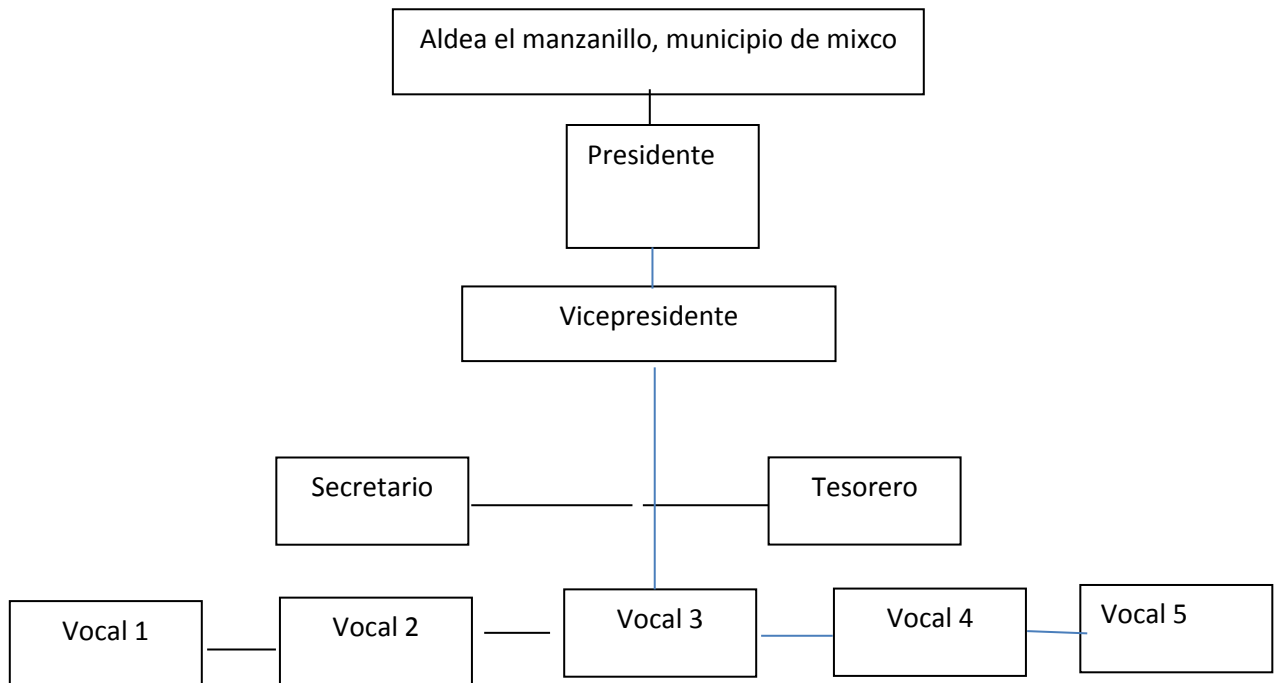 Aldea el manzanillo, municipio de mixco
Presidente
Vicepresidente
Secretario
Tesorero
Vocal 1
Vocal 2
Vocal 3
Vocal 4
Vocal 5